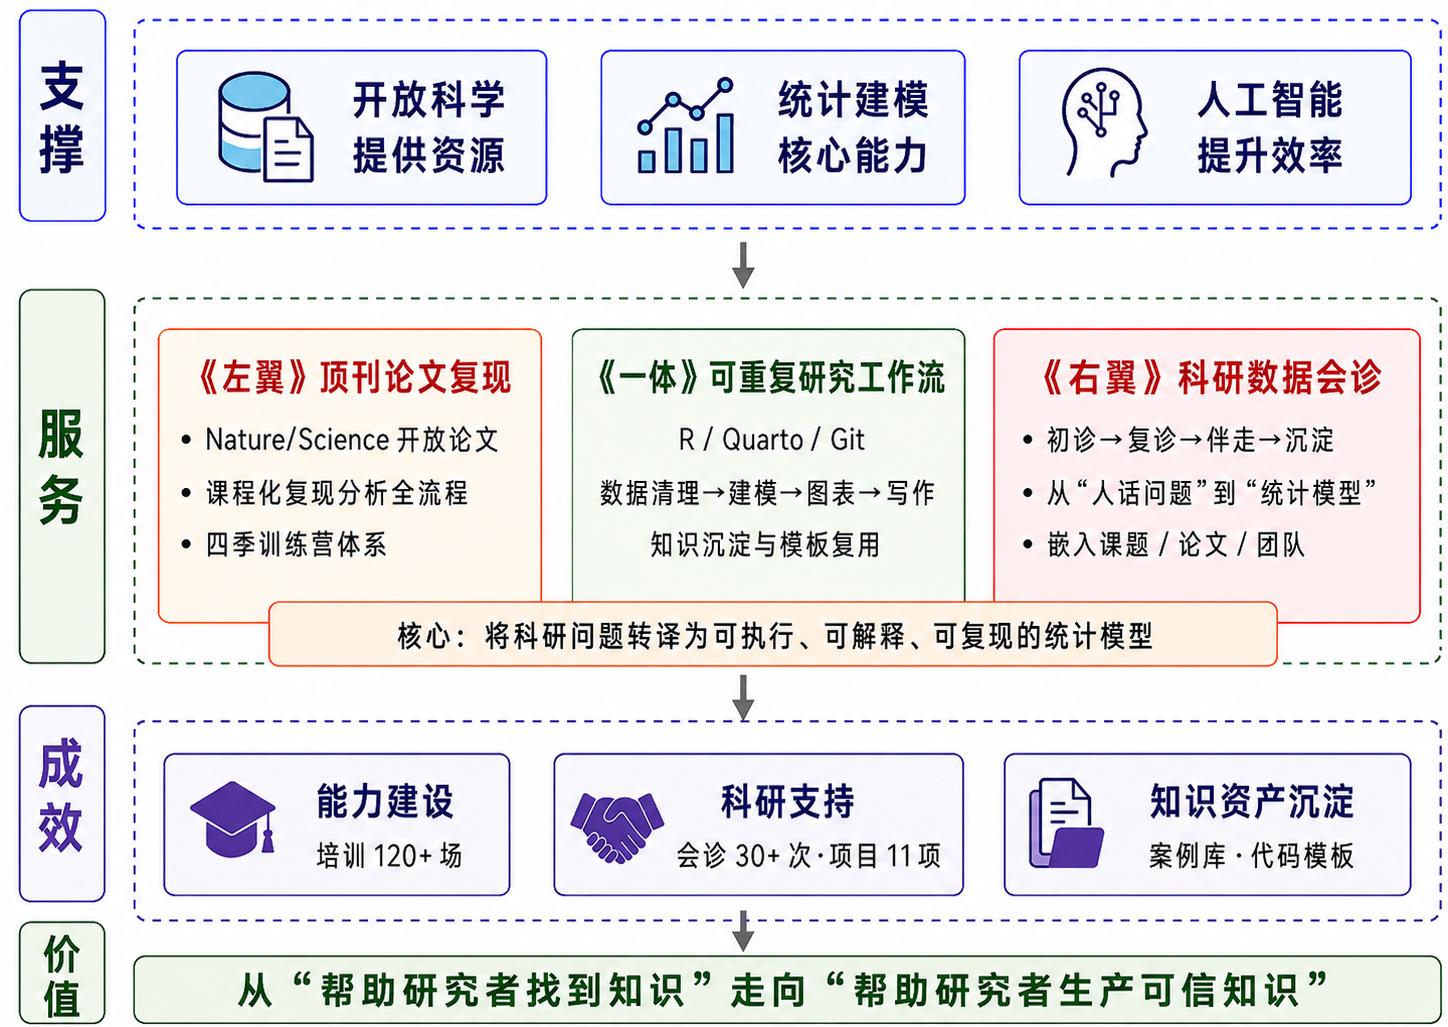 支撑
开放科学
提供资源
统计建模
核心能力
人工智能
提升效率
服务
《左翼》顶刊论文复现
• Nature/Science 开放论文
• 课程化复现分析全流程
• 四季训练营体系
《一体》可重复研究工作流
R / Quarto / Git
数据清理→建模→图表→写作
知识沉淀与模板复用
《右翼》科研数据会诊
• 初诊→复诊→伴走→沉淀
• 从“人话问题”到“统计模型”
• 嵌入课题 / 论文 / 团队
核心：将科研问题转译为可执行、可解释、可复现的统计模型
成效
能力建设
培训 120+ 场
科研支持
会诊 30+ 次·项目 11 项
知识资产沉淀
案例库 · 代码模板
价值
从“帮助研究者找到知识”走向“帮助研究者生产可信知识”